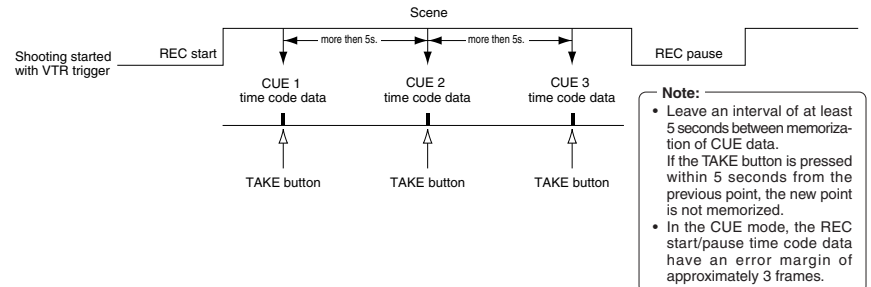 Scene
more then 5s. more then 5s.
Shooting started
with VTR trigger
REC start
REC pause
CUE 1
time code data
CUE 2
time code data
CUE 3
time code data
TAKE button TAKE button TAKE button
Note:
• Leave an interval of at least
5 seconds between memoriza-
tion of CUE data.
If the TAKE button is pressed
within 5 seconds from the
previous point, the new point
is not memorized.
• In the CUE mode, the REC
start/pause time code data
have an error margin of
approximately 3 frames.